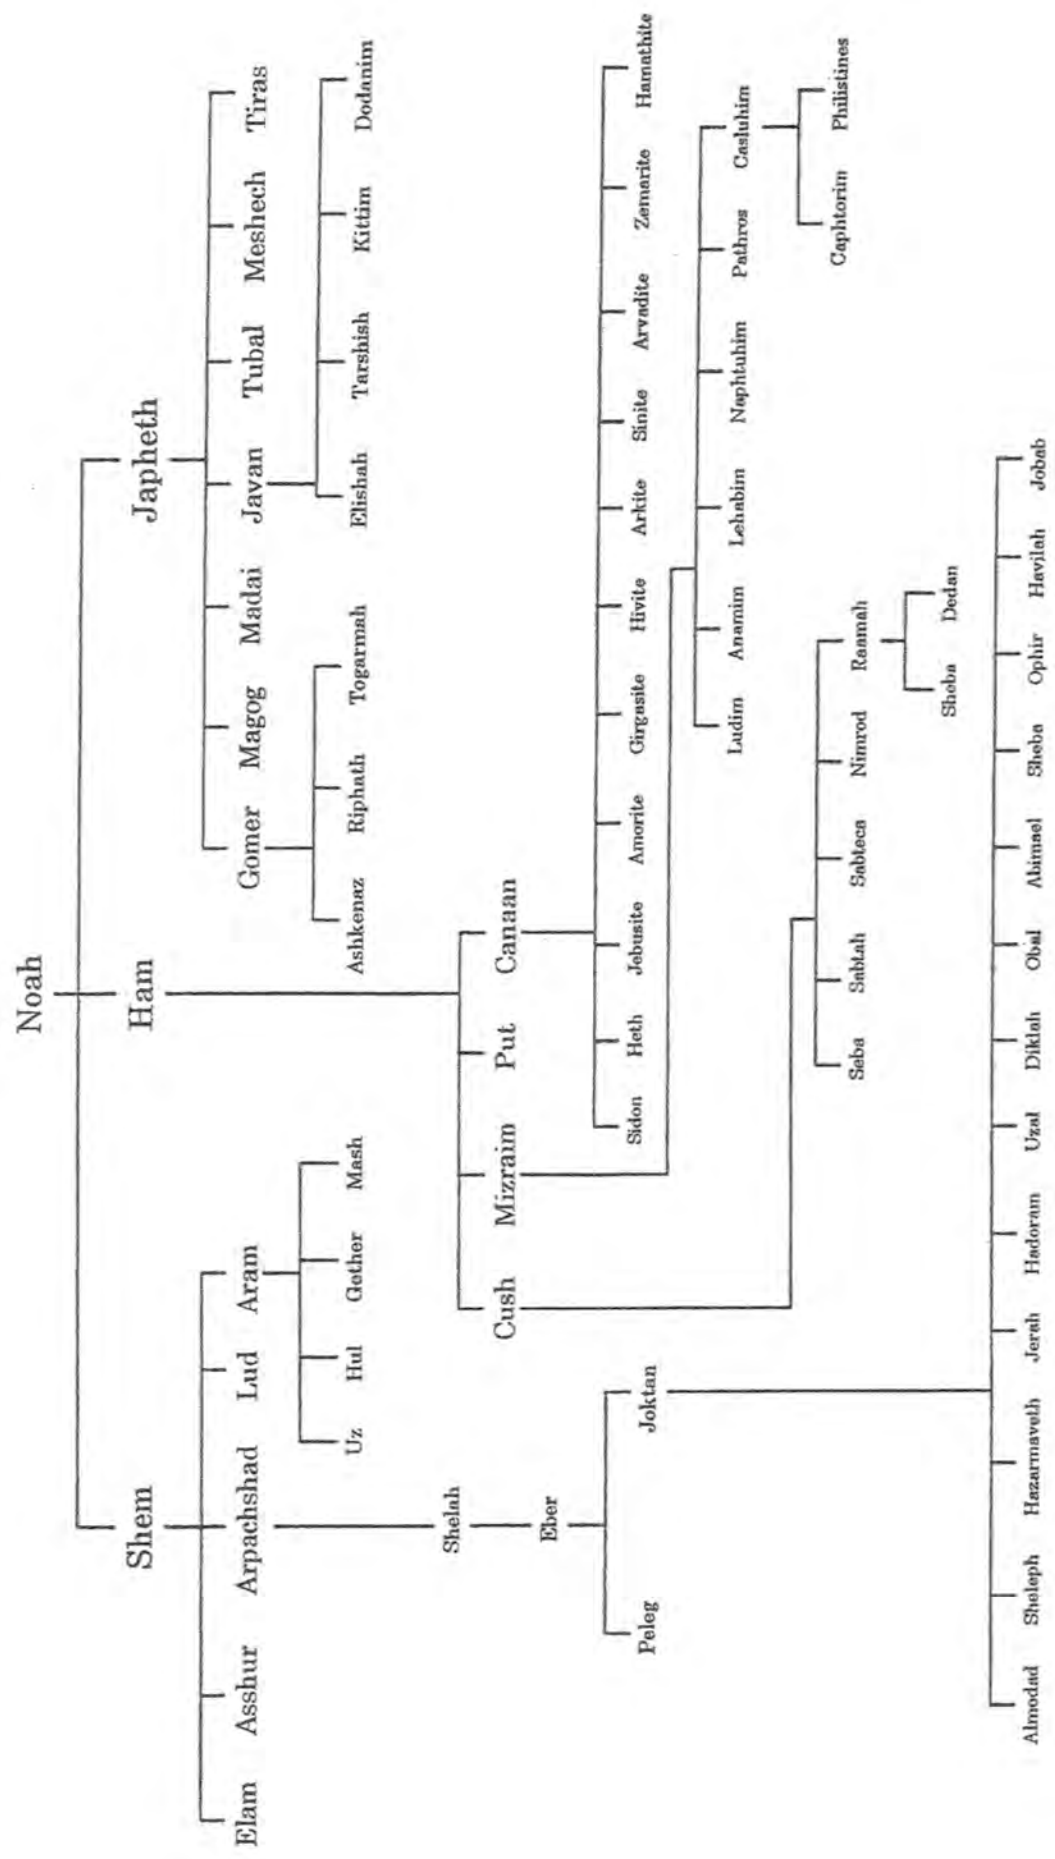 Noah
Shem Ham Japheth
Elam Asshur Arpachshad Lud Aram Gomer Magog Madai Javan Tubal Meshech Tiras
Uz Hul Gether Mash Ashkenaz Riphath Togarmah Elishah Tarshish Kittim Dodanim
Shelah Cush Mizraim Put Canaan
Eber
Peleg Joktan Sidon Heth Jebusite Amorite Girgasite Hivite Arkite Sinite Arvadite Zemarite Hamathite
Ludim Anamim Lehabim Naphtuhim Pathros Casluhim
Caphtorim Philistines
Seba Sabtah Sabteca Nimrod Raamah
Sheba Dedan
Almodad Sheleph Hazarmaveth Jerah Hadoram Uzal Diklah Obal Abimael Sheba Ophir Havilah Jobab